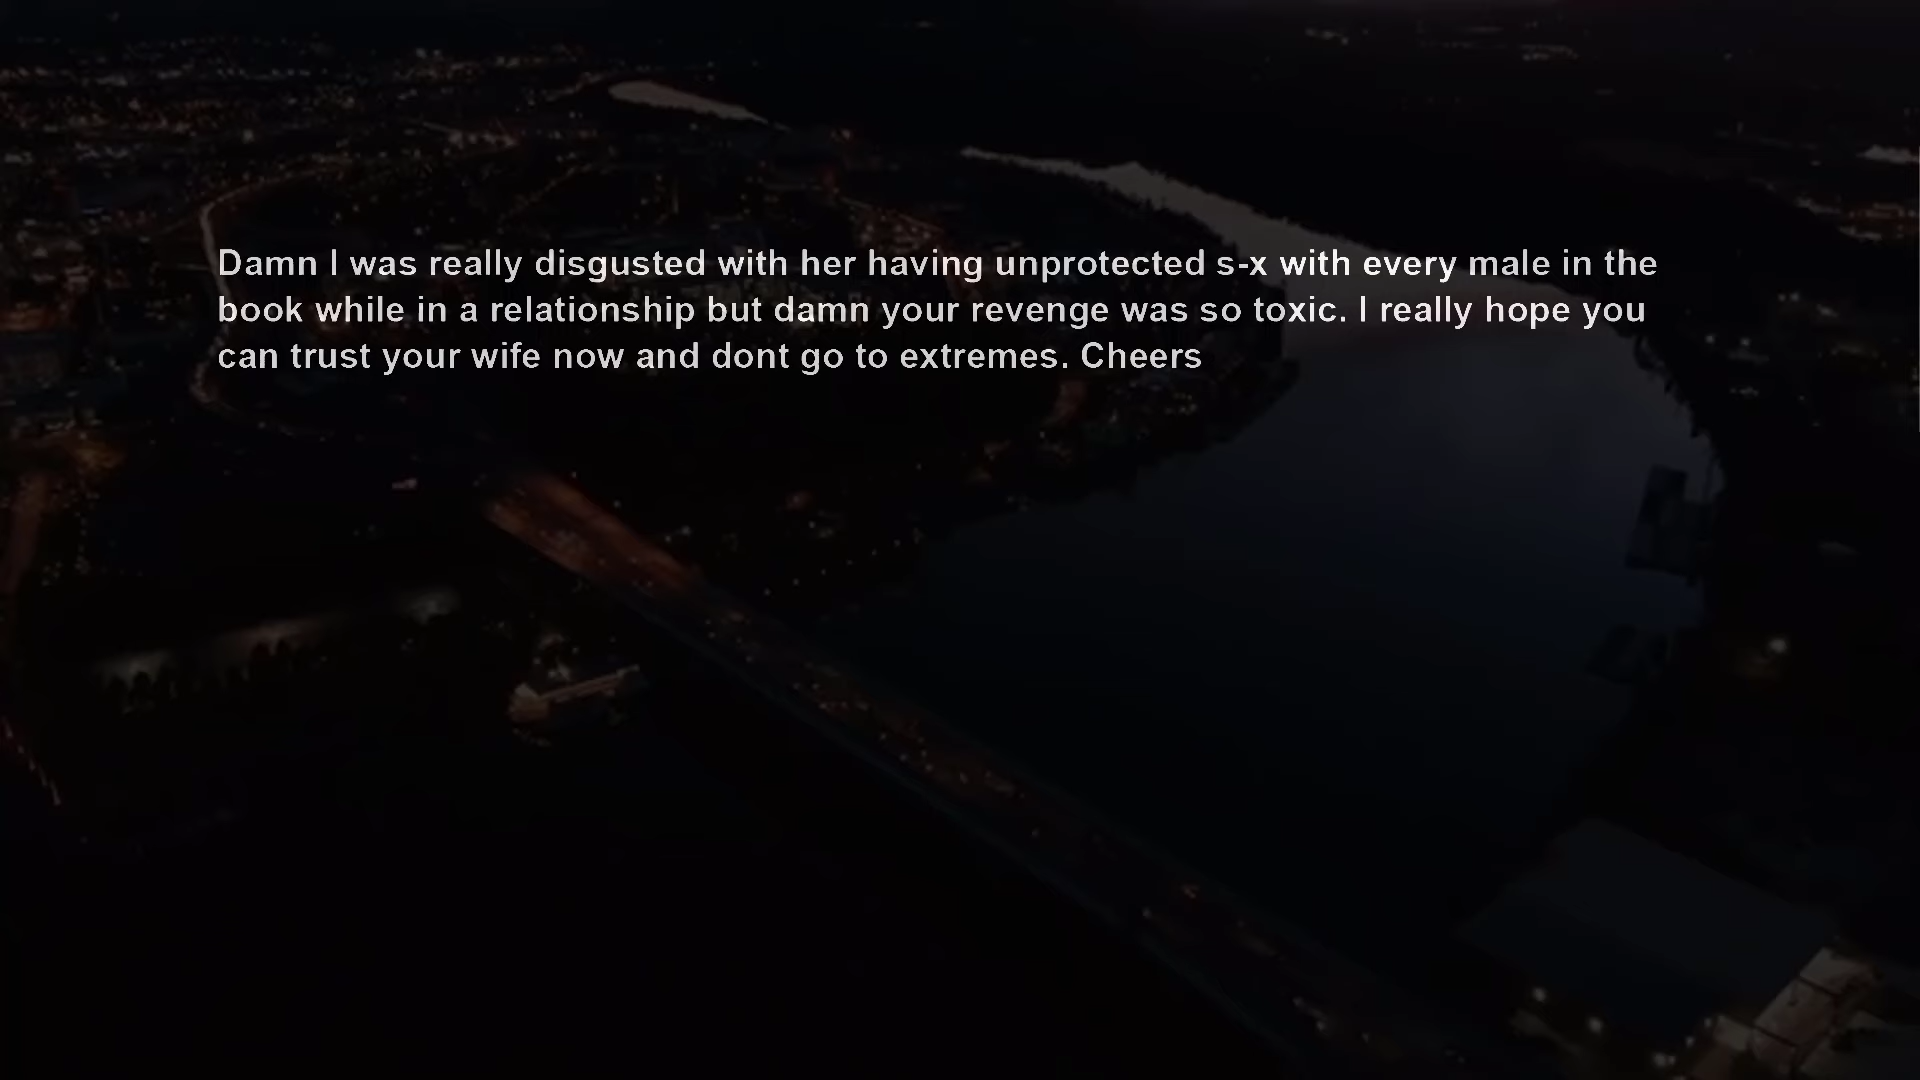 Damn I was really disgusted with her having unprotected s-x with every male in the
book while in a relationship but damn your revenge was so toxic. I really hope you
can trust your wife now and dont go to extremes. Cheers